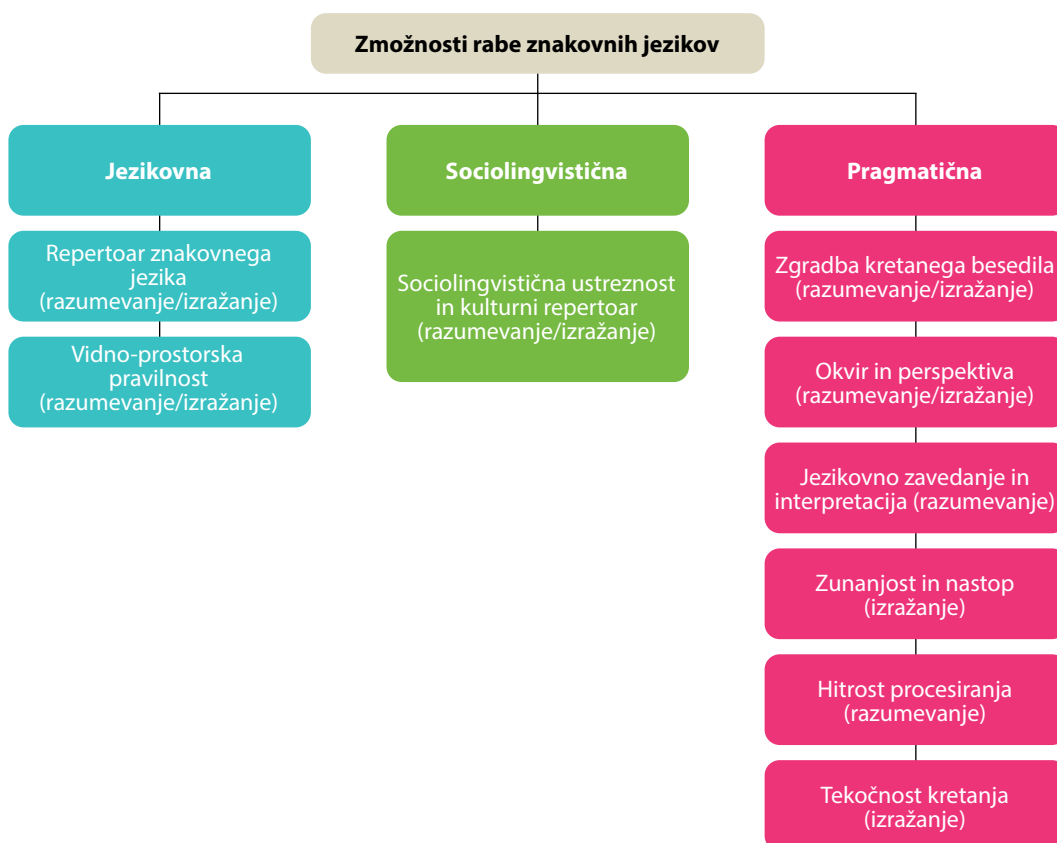 Zmožnosti rabe znakovnih jezikov
Jezikovna
Repertoar znakovnega
jezika
(razumevanje/izražanje)
Vidno-prostorska
pravilnost
(razumevanje/izražanje)
Sociolingvistična
Sociolingvistična ustreznost
in kulturni repertoar
(razumevanje/izražanje)
Pragmatična
Zgradba kretanega besedila
(razumevanje/izražanje)
Okvir in perspektiva
(razumevanje/izražanje)
Jezikovno zavedanje in
interpretacija (razumevanje)
Zunanjost in nastop
(izražanje)
Hitrost procesiranja
(razumevanje)
Tekočnost kretanja
(izražanje)